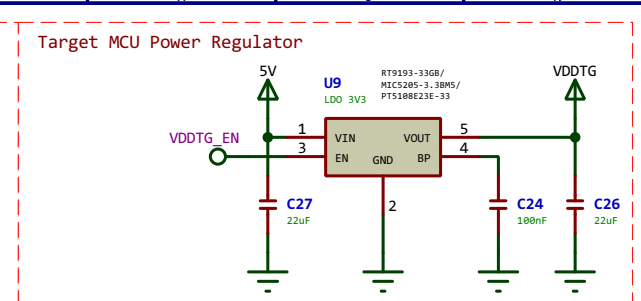 Target MCU Power Regulator
5V
U9
LDO 3V3
RT9193-33GB/
MIC5205-3.3BM5/
PT5108E23E-33
VDDTG
VDDTG_EN
1
3
VIN
EN
GND
VOUT
BP
5
4
2
C27
22uF
C24
100nF
C26
22uF